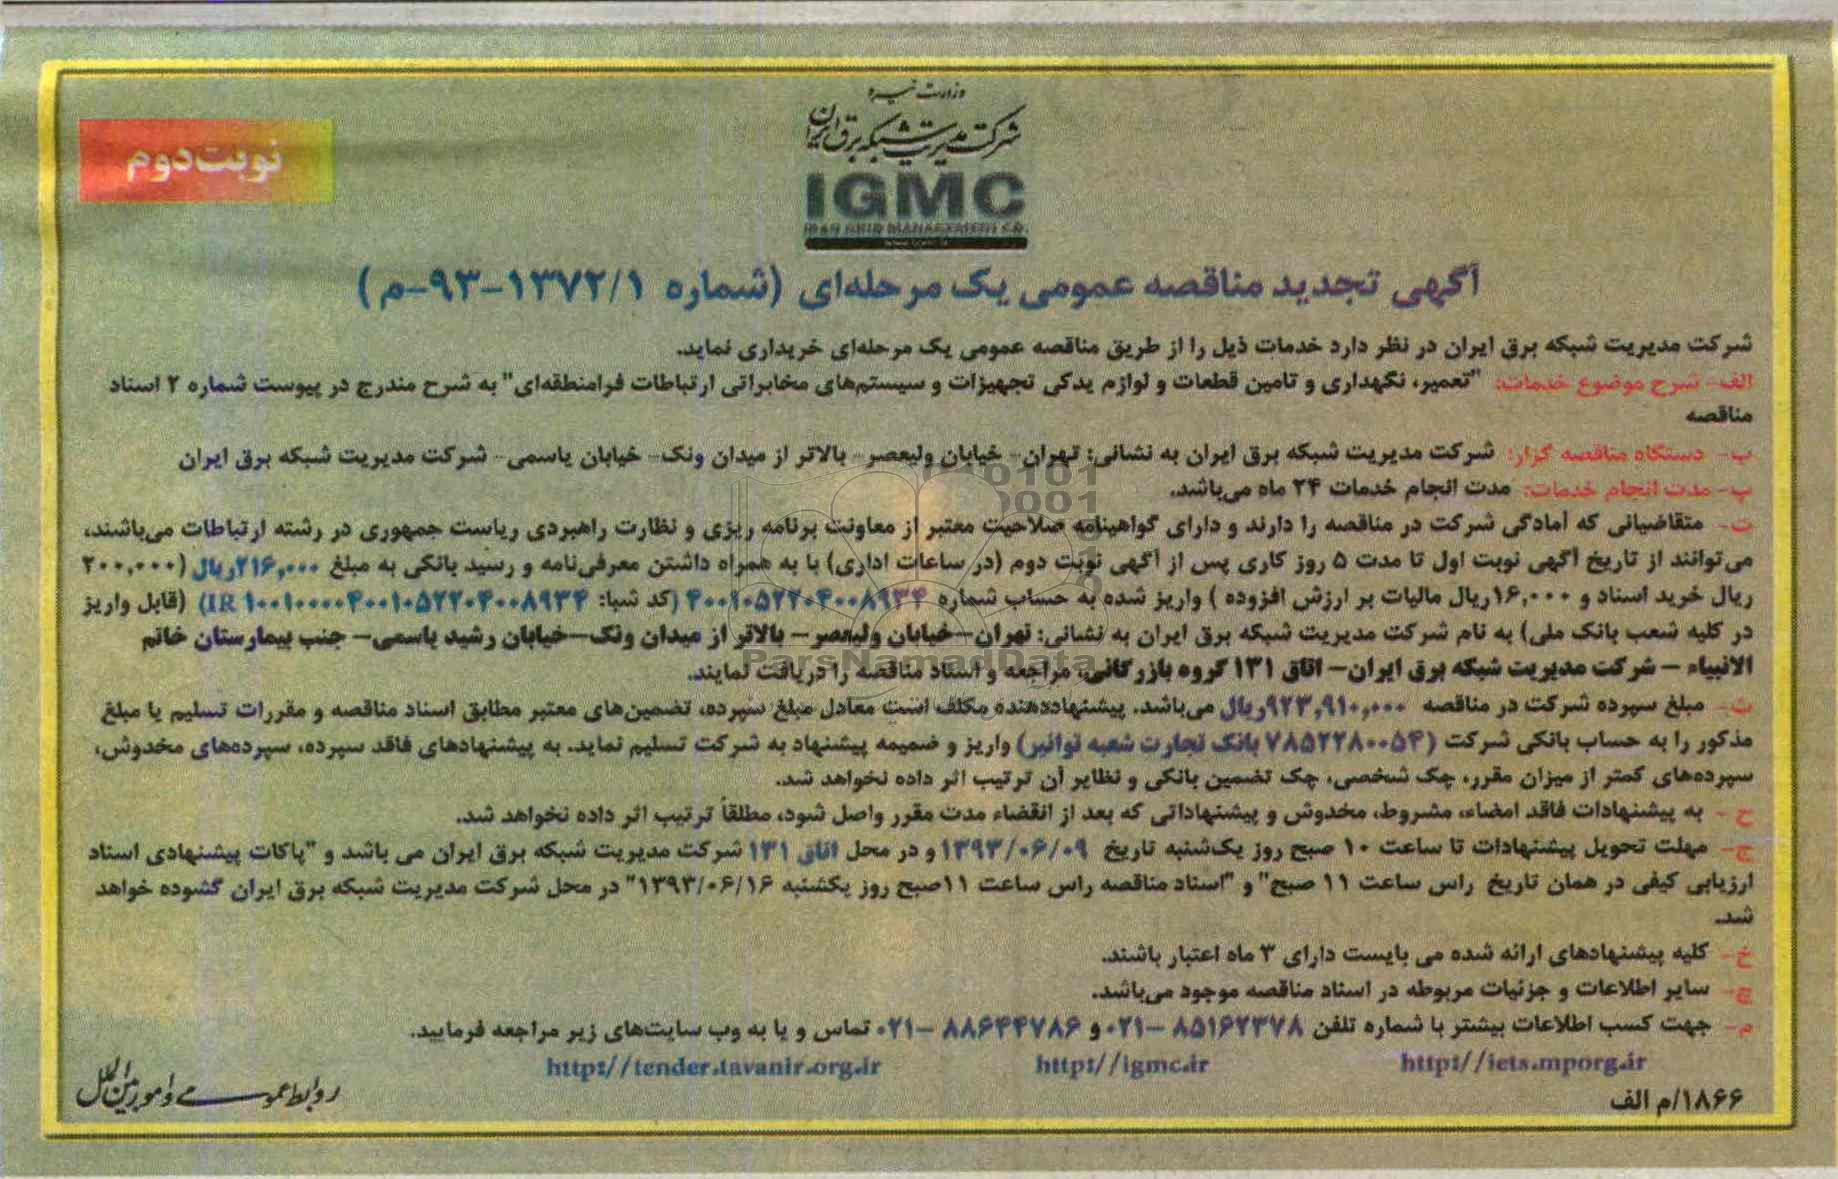 وزارت نیرو
شرکت مدیریت شبکه برق ایران
نوبت دوم
IGMC
IRAN GRID MANAGEMENT CO.
آگهی تجدید مناقصه عمومی یک مرحله‌ای (شماره ۱۳۷۲/۱-۹۳-م)
شرکت مدیریت شبکه برق ایران در نظر دارد خدمات ذیل را از طریق مناقصه عمومی یک مرحله‌ای خریداری نماید.
الف- شرح موضوع خدمات: "تعمیر، نگهداری و تامین قطعات و لوازم یدکی تجهیزات و سیستم‌های مخابراتی ارتباطات فرامنطقه‌ای" به شرح مندرج در پیوست شماره ۲ اسناد
مناقصه
ب- دستگاه مناقصه گزار: شرکت مدیریت شبکه برق ایران به نشانی: تهران- خیابان ولیعصر- بالاتر از میدان ونک- خیابان یاسمی- شرکت مدیریت شبکه برق ایران
پ- مدت انجام خدمات: مدت انجام خدمات ۲۴ ماه می‌باشد.
ت- متقاضیانی که آمادگی شرکت در مناقصه را دارند و دارای گواهینامه صلاحیت معتبر از معاونت برنامه ریزی و نظارت راهبردی ریاست جمهوری در رشته ارتباطات می‌باشند،
می‌توانند از تاریخ آگهی نوبت اول تا مدت ۵ روز کاری پس از آگهی نوبت دوم (در ساعات اداری) با به همراه داشتن معرفی‌نامه و رسید بانکی به مبلغ ۲۱۶,۰۰۰ریال (۲۰۰,۰۰۰
ریال خرید اسناد و ۱۶,۰۰۰ریال مالیات بر ارزش افزوده ) واریز شده به حساب شماره ۴۰۰۱۰۵۲۲۰۴۰۰۸۹۳۴ (کد شبا: IR ۱۰۰۱۰۰۰۰۴۰۰۱۰۵۲۲۰۴۰۰۸۹۳۴) (قابل واریز
در کلیه شعب بانک ملی) به نام شرکت مدیریت شبکه برق ایران به نشانی: تهران-خیابان ولیعصر- بالاتر از میدان ونک-خیابان رشید یاسمی- جنب بیمارستان خاتم
الانبیاء - شرکت مدیریت شبکه برق ایران- اتاق ۱۳۱ گروه بازرگانی، مراجعه و اسناد مناقصه را دریافت نمایند.
ث- مبلغ سپرده شرکت در مناقصه ۹۲۳,۹۱۰,۰۰۰ریال می‌باشد. پیشنهاددهنده مکلف است معادل مبلغ سپرده، تضمین‌های معتبر مطابق اسناد مناقصه و مقررات تسلیم یا مبلغ
مذکور را به حساب بانکی شرکت (۷۸۵۲۲۸۰۰۵۴ بانک تجارت شعبه توانیر) واریز و ضمیمه پیشنهاد به شرکت تسلیم نماید. به پیشنهادهای فاقد سپرده، سپرده‌های مخدوش،
سپرده‌های کمتر از میزان مقرر، چک شخصی، چک تضمین بانکی و نظایر آن ترتیب اثر داده نخواهد شد.
ح - به پیشنهادات فاقد امضاء، مشروط، مخدوش و پیشنهاداتی که بعد از انقضاء مدت مقرر واصل شود، مطلقاً ترتیب اثر داده نخواهد شد.
ج- مهلت تحویل پیشنهادات تا ساعت ۱۰ صبح روز یکشنبه تاریخ ۱۳۹۳/۰۶/۰۹ و در محل اتاق ۱۳۱ شرکت مدیریت شبکه برق ایران می باشد و "پاکات پیشنهادی اسناد
ارزیابی کیفی در همان تاریخ راس ساعت ۱۱ صبح" و "اسناد مناقصه راس ساعت ۱۱صبح روز یکشنبه ۱۳۹۳/۰۶/۱۶" در محل شرکت مدیریت شبکه برق ایران گشوده خواهد
شد.
خ- کلیه پیشنهادهای ارائه شده می بایست دارای ۳ ماه اعتبار باشند.
چ- سایر اطلاعات و جزئیات مربوطه در اسناد مناقصه موجود می‌باشد.
م- جهت کسب اطلاعات بیشتر با شماره تلفن ۸۵۱۶۲۳۷۸ -۰۲۱ و ۸۸۶۴۴۷۸۶ -۰۲۱ تماس و یا به وب سایت‌های زیر مراجعه فرمایید.
http://iets.mporg.ir http://igmc.ir http://tender.tavanir.org.ir
۱۸۶۶/م الف
روابط عمومی و امور بین الملل
ParsNamadData